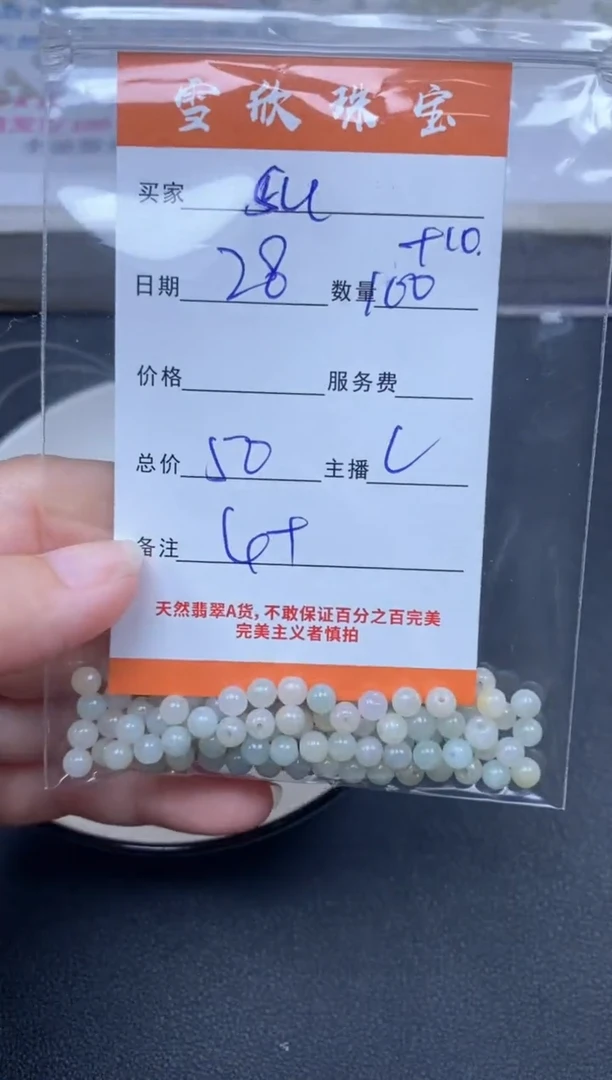 雪欣珠宝
买家 SU
+10.
日期 28 数量 100
价格 服务费
总价 50 主播 L
备注 6+
天然翡翠A货，不敢保证百分之百完美
完美主义者慎拍